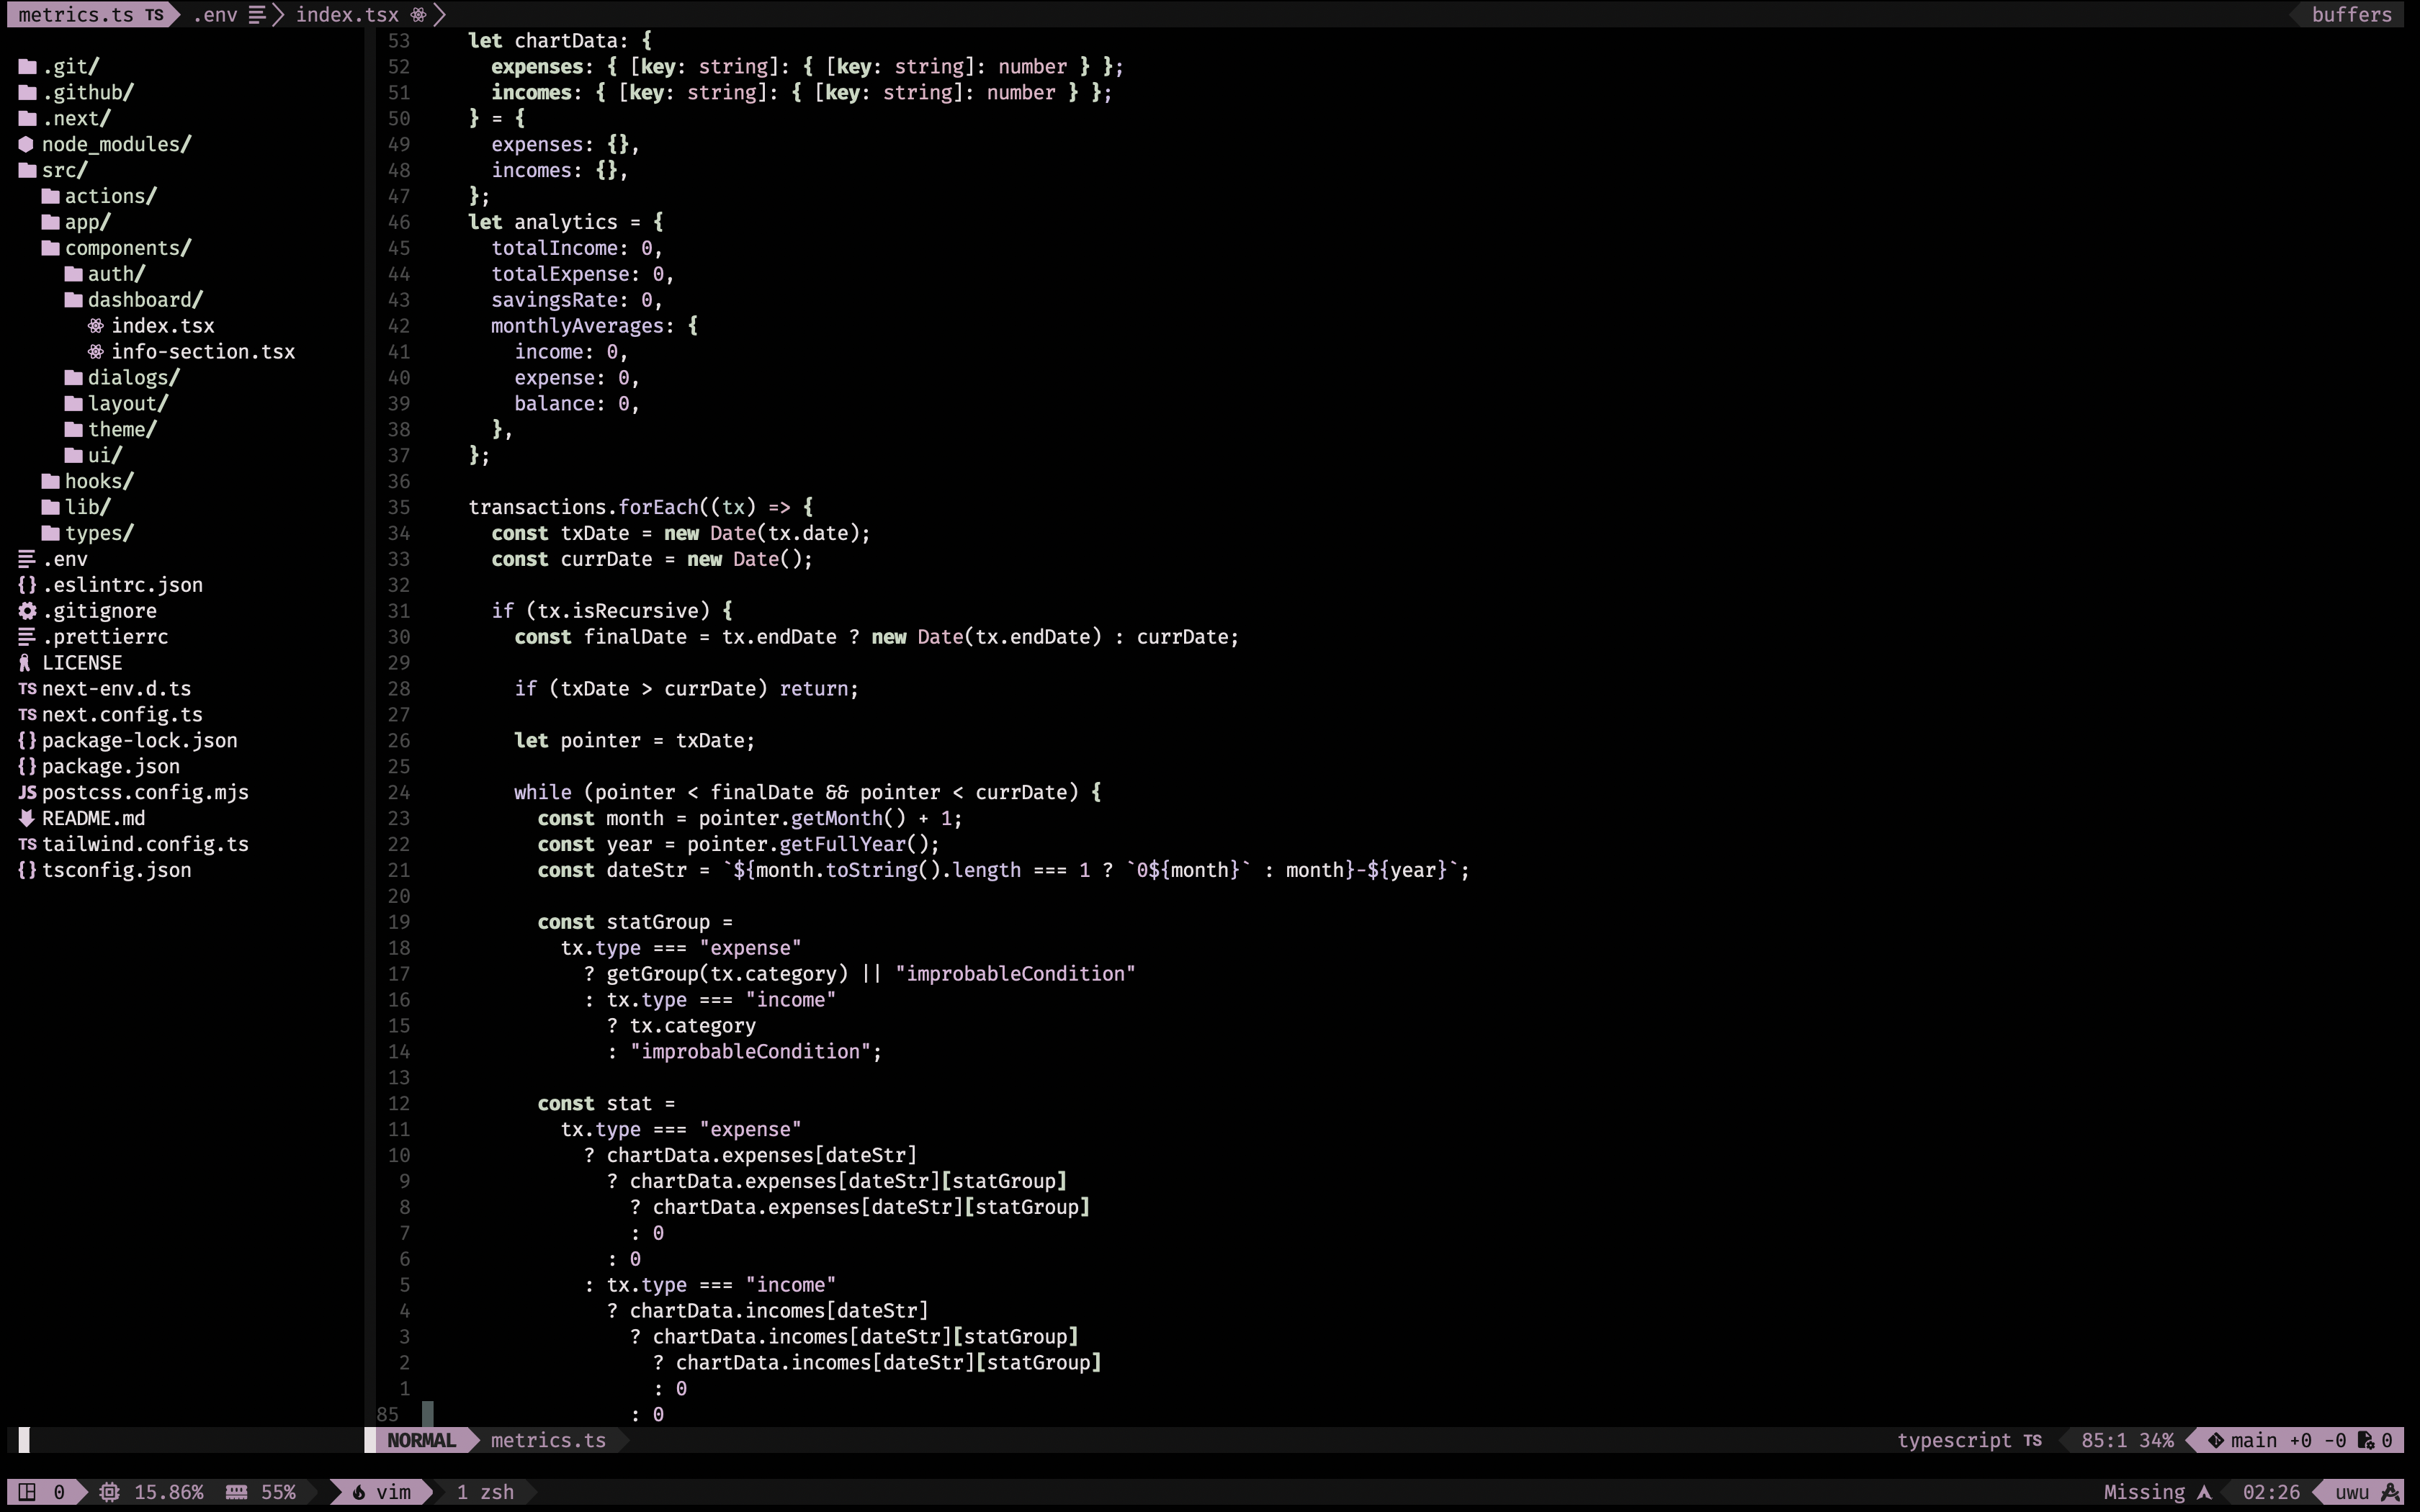 metrics.ts TS .env index.tsx buffers
.git/
.github/
.next/
node_modules/
src/
actions/
app/
components/
auth/
dashboard/
index.tsx
info-section.tsx
dialogs/
layout/
theme/
ui/
hooks/
lib/
types/
.env
{} .eslintrc.json
.gitignore
.prettierrc
LICENSE
TS next-env.d.ts
TS next.config.ts
{} package-lock.json
{} package.json
JS postcss.config.mjs
README.md
TS tailwind.config.ts
{} tsconfig.json
53 let chartData: {
52 expenses: { [key: string]: { [key: string]: number } };
51 incomes: { [key: string]: { [key: string]: number } };
50 } = {
49 expenses: {},
48 incomes: {},
47 };
46 let analytics = {
45 totalIncome: 0,
44 totalExpense: 0,
43 savingsRate: 0,
42 monthlyAverages: {
41 income: 0,
40 expense: 0,
39 balance: 0,
38 },
37 };
36
35 transactions.forEach((tx) => {
34 const txDate = new Date(tx.date);
33 const currDate = new Date();
32
31 if (tx.isRecursive) {
30 const finalDate = tx.endDate ? new Date(tx.endDate) : currDate;
29
28 if (txDate > currDate) return;
27
26 let pointer = txDate;
25
24 while (pointer < finalDate && pointer < currDate) {
23 const month = pointer.getMonth() + 1;
22 const year = pointer.getFullYear();
21 const dateStr = `${month.toString().length === 1 ? `0${month}` : month}-${year}`;
20
19 const statGroup =
18 tx.type === "expense"
17 ? getGroup(tx.category) || "improbableCondition"
16 : tx.type === "income"
15 ? tx.category
14 : "improbableCondition";
13
12 const stat =
11 tx.type === "expense"
10 ? chartData.expenses[dateStr]
9 ? chartData.expenses[dateStr][statGroup]
8 ? chartData.expenses[dateStr][statGroup]
7 : 0
6 : 0
5 : tx.type === "income"
4 ? chartData.incomes[dateStr]
3 ? chartData.incomes[dateStr][statGroup]
2 ? chartData.incomes[dateStr][statGroup]
1 : 0
85 : 0
NORMAL metrics.ts typescript TS 85:1 34% main +0 -0 0
0 15.86% 55% vim 1 zsh Missing 02:26 uwu